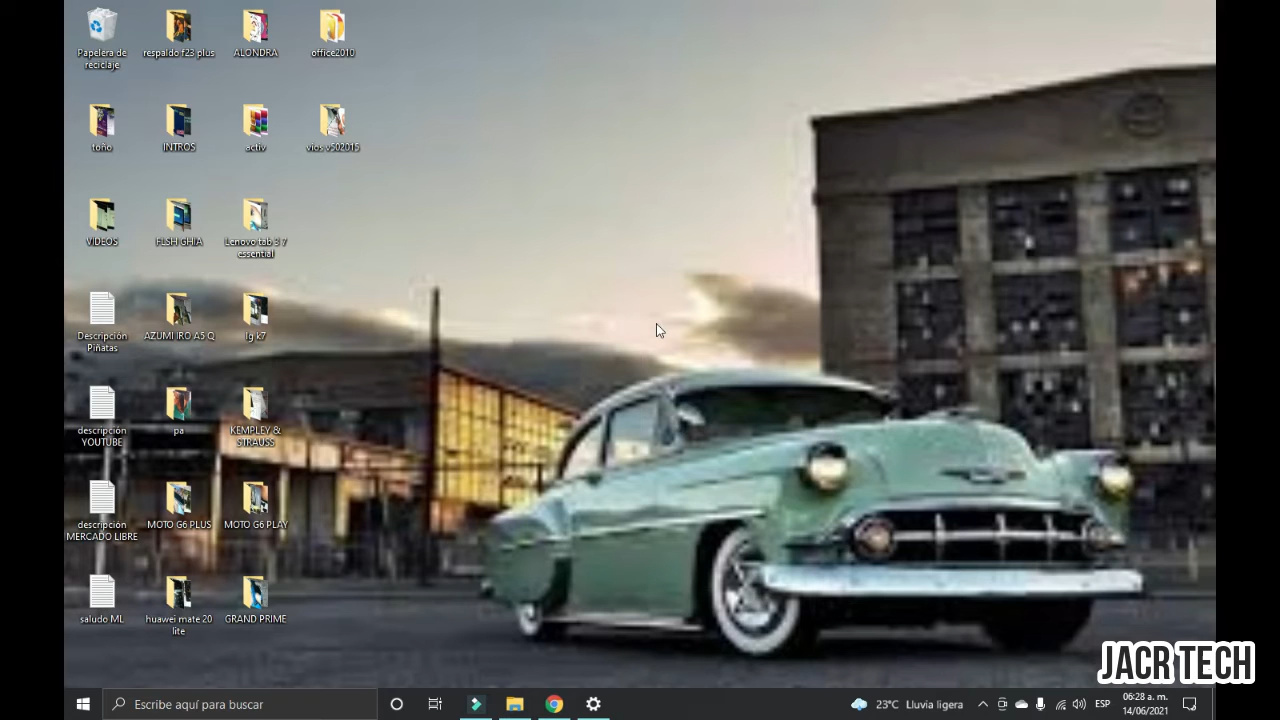 Papelera de
reciclaje
respaldo f23 plus
ALONDRA
office2010
toño
INTROS
activ
vios v502015
VIDEOS
FLSH GHIA
Lenovo tab 3 7
essential
Descripción
Piñatas
AZUMI IRO A5 Q
lg k7
descripción
YOUTUBE
pa
KEMPLEY &
STRAUSS
descripción
MERCADO LIBRE
MOTO G6 PLUS
MOTO G6 PLAY
saludo ML
huawei mate 20
lite
GRAND PRIME
JACR TECH
Escribe aquí para buscar
23°C Lluvia ligera
ESP
06:28 a. m.
14/06/2021